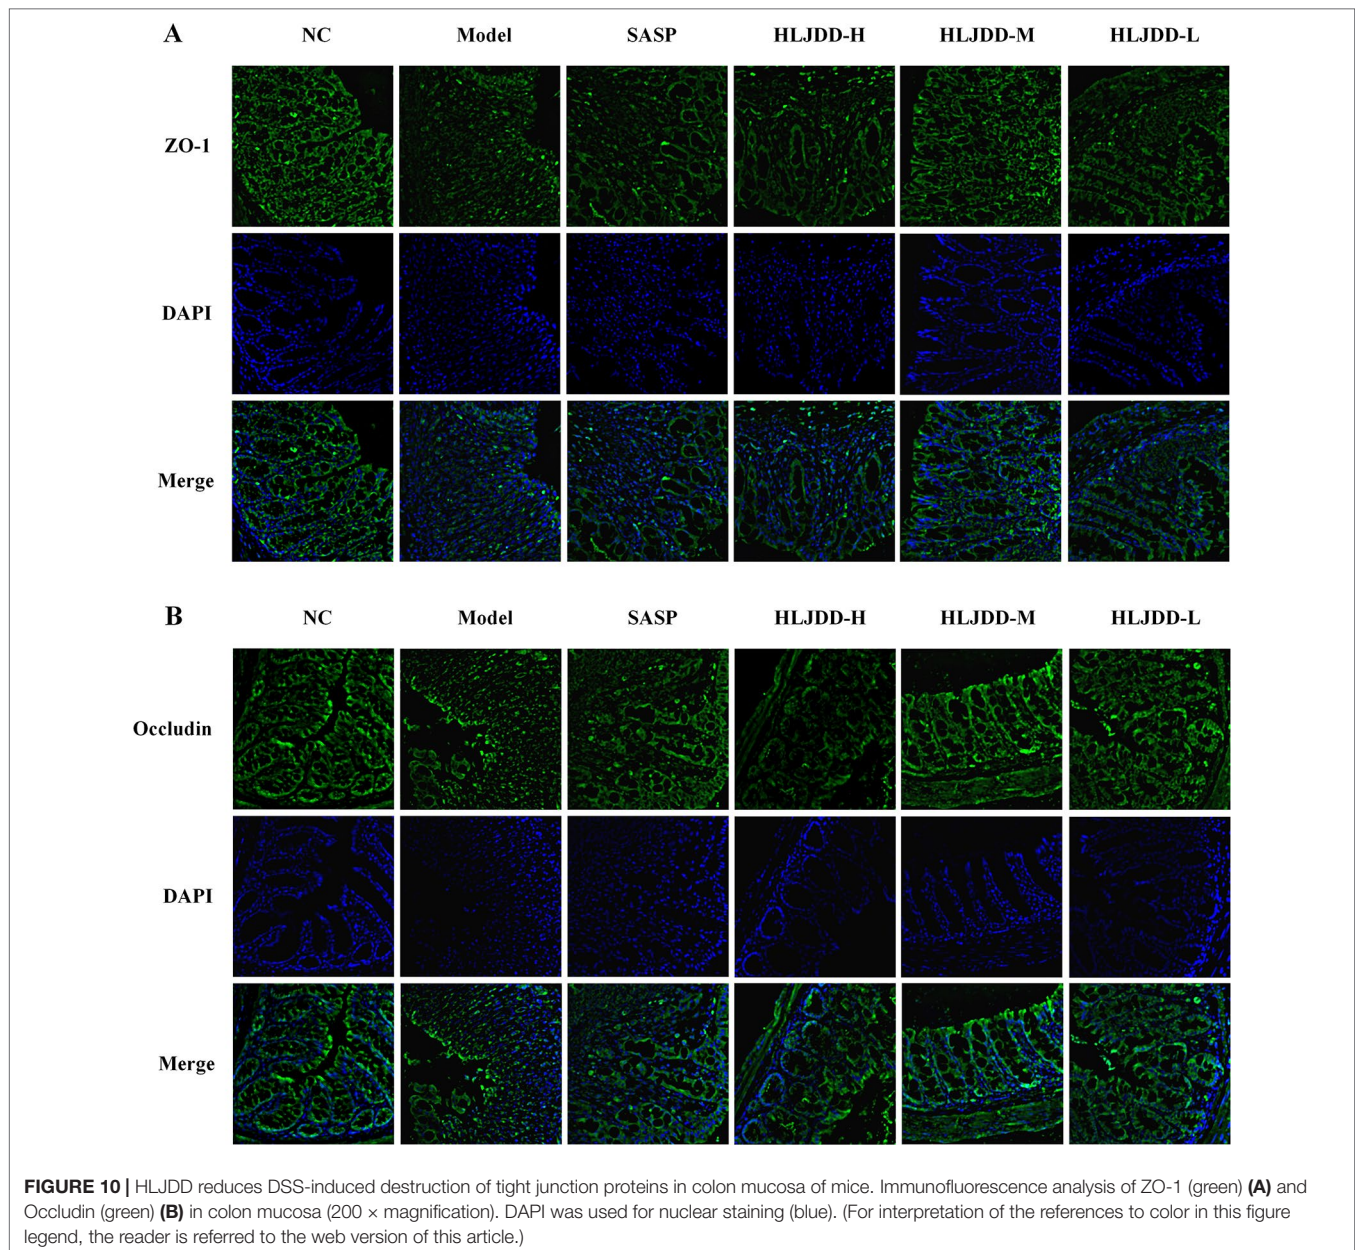 A NC Model SASP HLJDD-H HLJDD-M HLJDD-L
ZO-1
DAPI
Merge
B NC Model SASP HLJDD-H HLJDD-M HLJDD-L
Occludin
DAPI
Merge
FIGURE 10 | HLJDD reduces DSS-induced destruction of tight junction proteins in colon mucosa of mice. Immunofluorescence analysis of ZO-1 (green) (A) and
Occludin (green) (B) in colon mucosa (200 × magnification). DAPI was used for nuclear staining (blue). (For interpretation of the references to color in this figure
legend, the reader is referred to the web version of this article.)